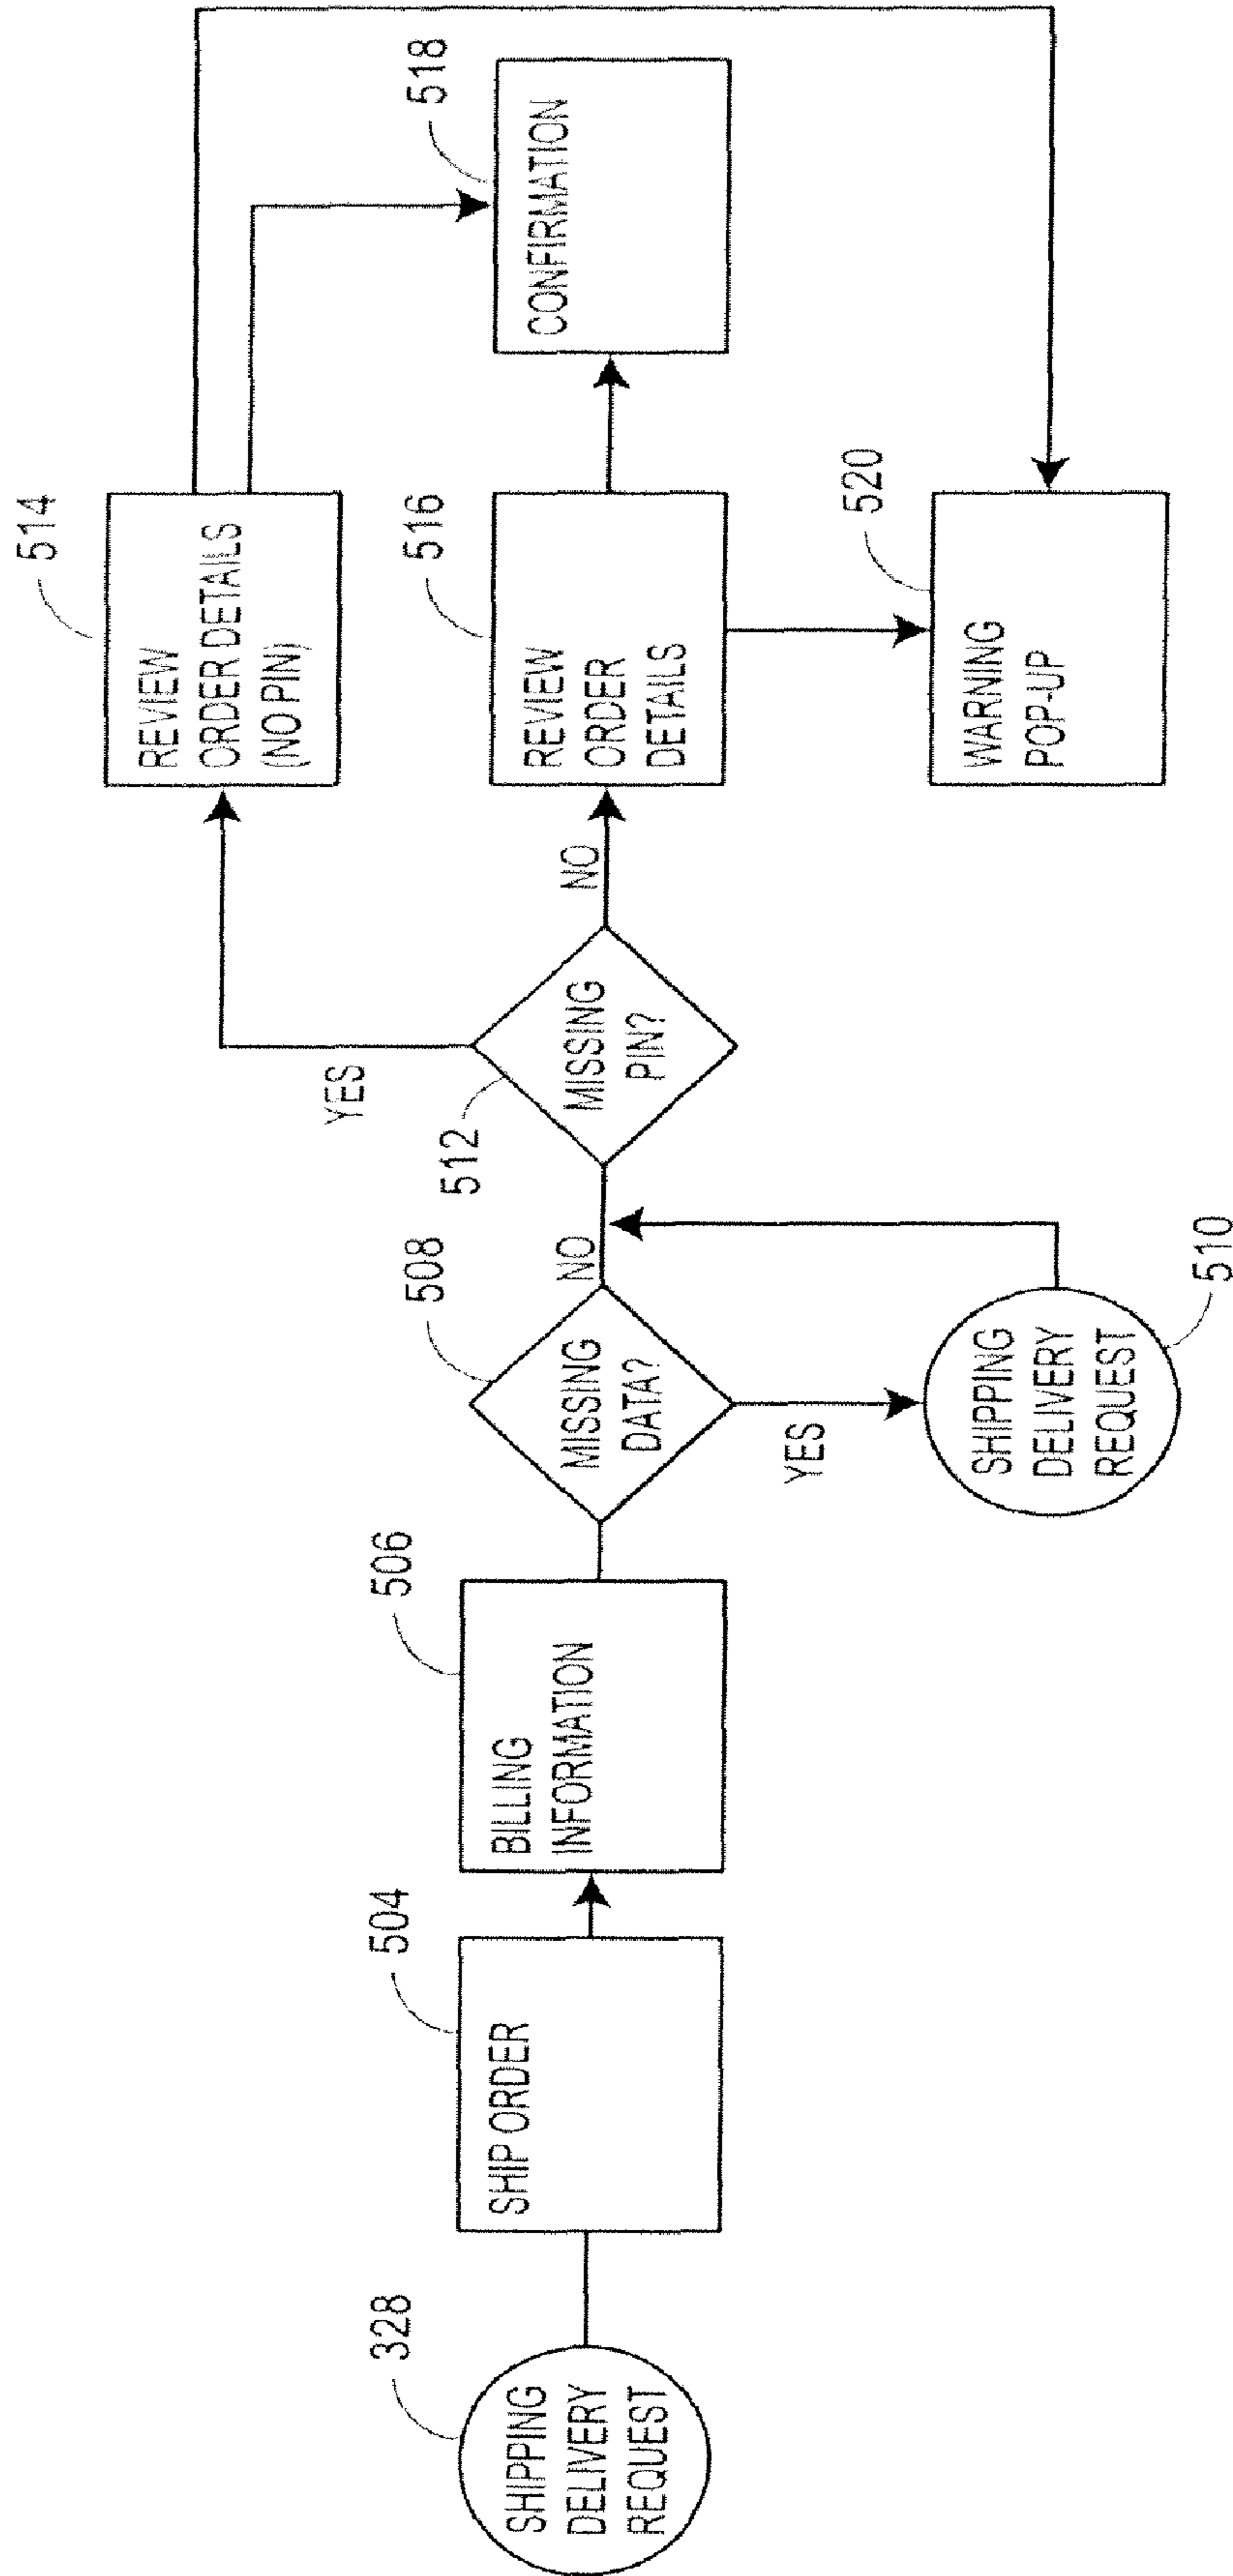 328
SHIPPING
DELIVERY
REQUEST
504
SHIP ORDER
506
BILLING
INFORMATION
508
MISSING
DATA?
YES
NO
SHIPPING
DELIVERY
REQUEST
510
512
MISSING
PIN?
YES
NO
514
REVIEW
ORDER DETAILS
(NO PIN)
516
REVIEW
ORDER
DETAILS
518
CONFIRMATION
520
WARNING
POP-UP